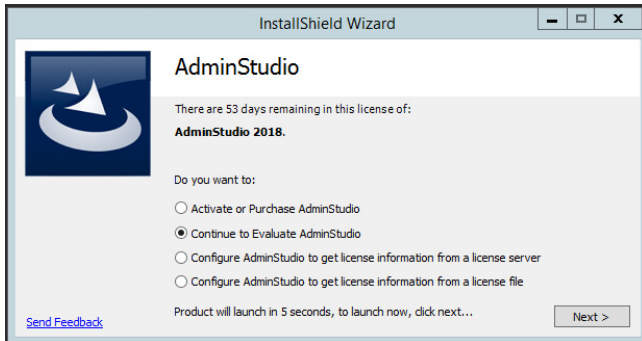 InstallShield Wizard
AdminStudio
There are 53 days remaining in this license of:
AdminStudio 2018.
Do you want to:
Activate or Purchase AdminStudio
Continue to Evaluate AdminStudio
Configure AdminStudio to get license information from a license server
Configure AdminStudio to get license information from a license file
Product will launch in 5 seconds, to launch now, click next...
Send Feedback
Next >